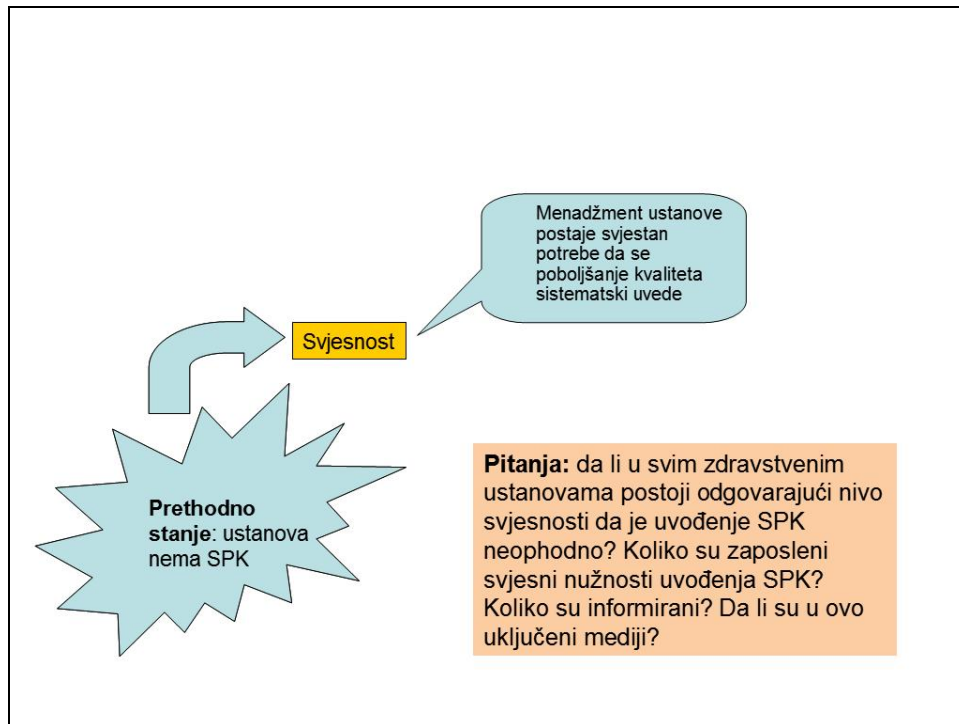 Menadžment ustanove
postaje svjestan
potrebe da se
poboljšanje kvaliteta
sistematski uvede
Svjesnost
Prethodno
stanje: ustanova
nema SPK
Pitanja: da li u svim zdravstvenim
ustanovama postoji odgovarajući nivo
svjesnosti da je uvođenje SPK
neophodno? Koliko su zaposleni
svjesni nužnosti uvođenja SPK?
Koliko su informirani? Da li su u ovo
uključeni mediji?